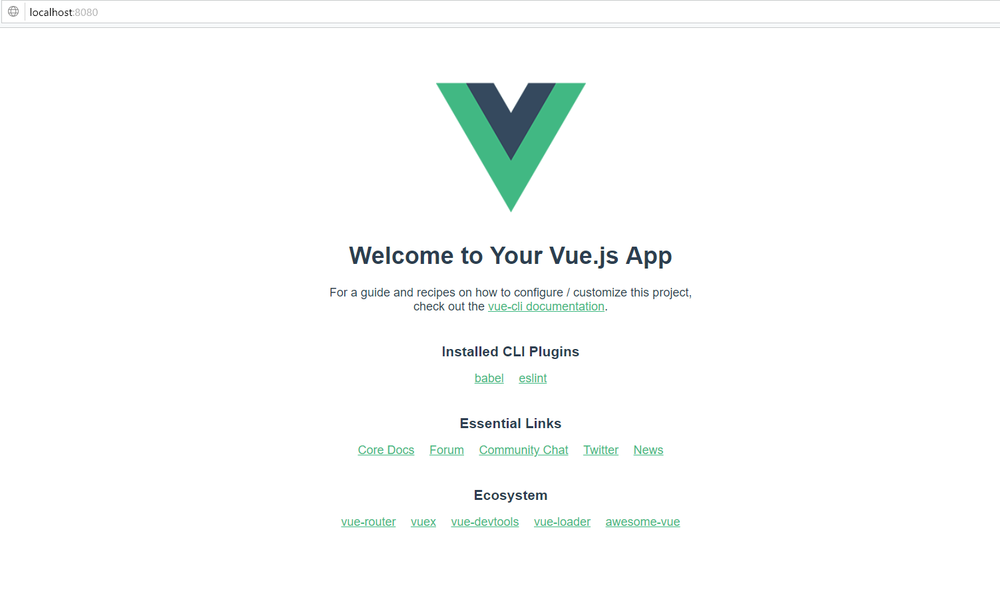 localhost:8080
Welcome to Your Vue.js App
For a guide and recipes on how to configure / customize this project,
check out the vue-cli documentation.
Installed CLI Plugins
babel eslint
Essential Links
Core Docs Forum Community Chat Twitter News
Ecosystem
vue-router vuex vue-devtools vue-loader awesome-vue